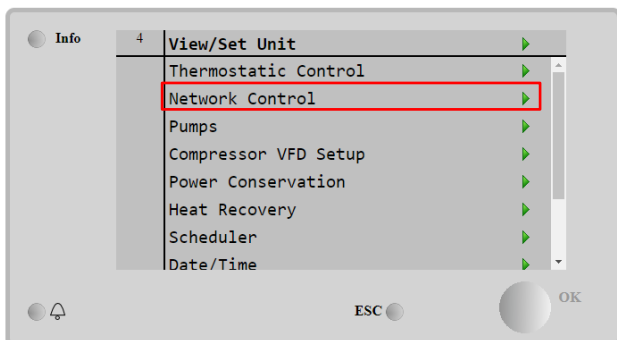 Info
4 View/Set Unit
Thermostatic Control
Network Control
Pumps
Compressor VFD Setup
Power Conservation
Heat Recovery
Scheduler
Date/Time
ESC
OK